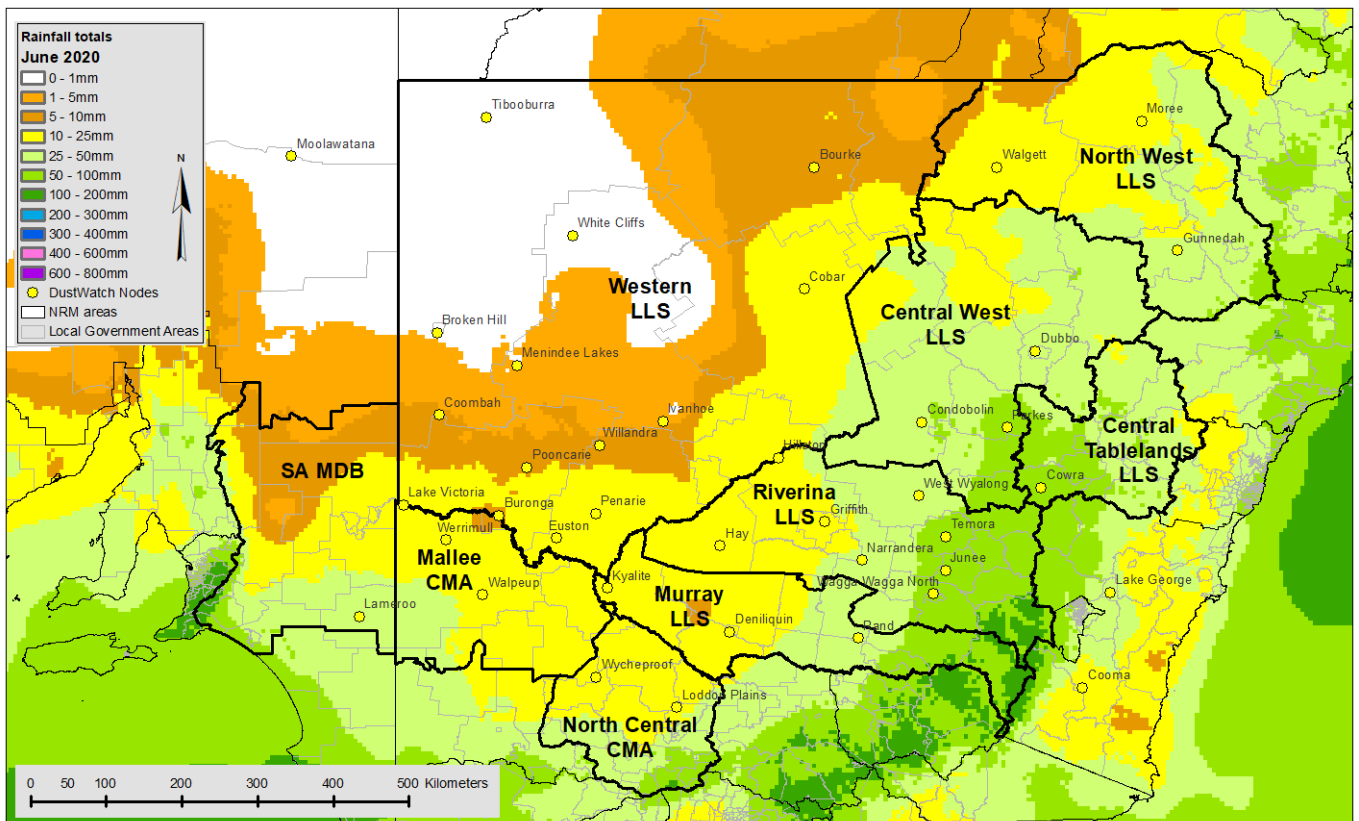 Rainfall totals
June 2020
0 - 1mm
1 - 5mm
5 - 10mm
10 - 25mm
25 - 50mm
50 - 100mm
100 - 200mm
200 - 300mm
300 - 400mm
400 - 600mm
600 - 800mm
DustWatch Nodes
NRM areas
Local Government Areas
N
Tibooburra
Moree
Moolawatana
Bourke
Walgett
North West
LLS
White Cliffs
Gunnedah
Western
LLS
Cobar
Central West
LLS
Broken Hill
Menindee Lakes
Dubbo
Coombah
Ivanhoe
Condobolin
Parkes
Central
Tablelands
LLS
Willandra
Hillston
Pooncarie
SA MDB
Lake Victoria
Riverina
LLS
West Wyalong
Cowra
Buronga
Penarie
Griffith
Werrimull
Euston
Temora
Hay
Mallee
CMA
Narrandera
Junee
Walpeup
Kyalite
Murray
LLS
Wagga Wagga North
Lake George
Lameroo
Deniliquin
Rand
Wycheproof
Cooma
Loddon Plains
North Central
CMA
0 50 100 200 300 400 500 Kilometers